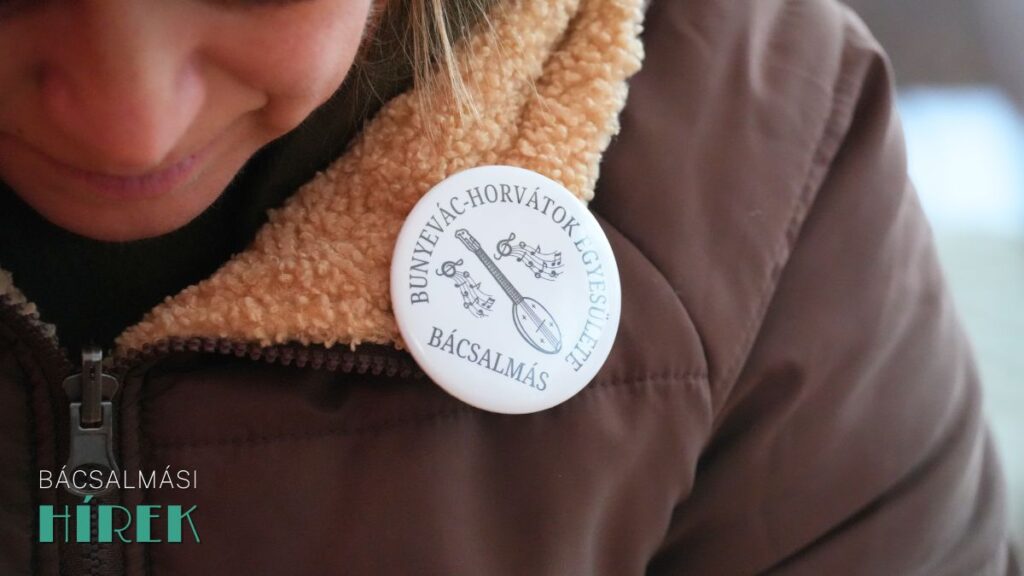 BUNYEVÁC-HORVÁTOK EGYESÜLETE
BÁCSALMÁS
BÁCSALMÁSI
HÍREK